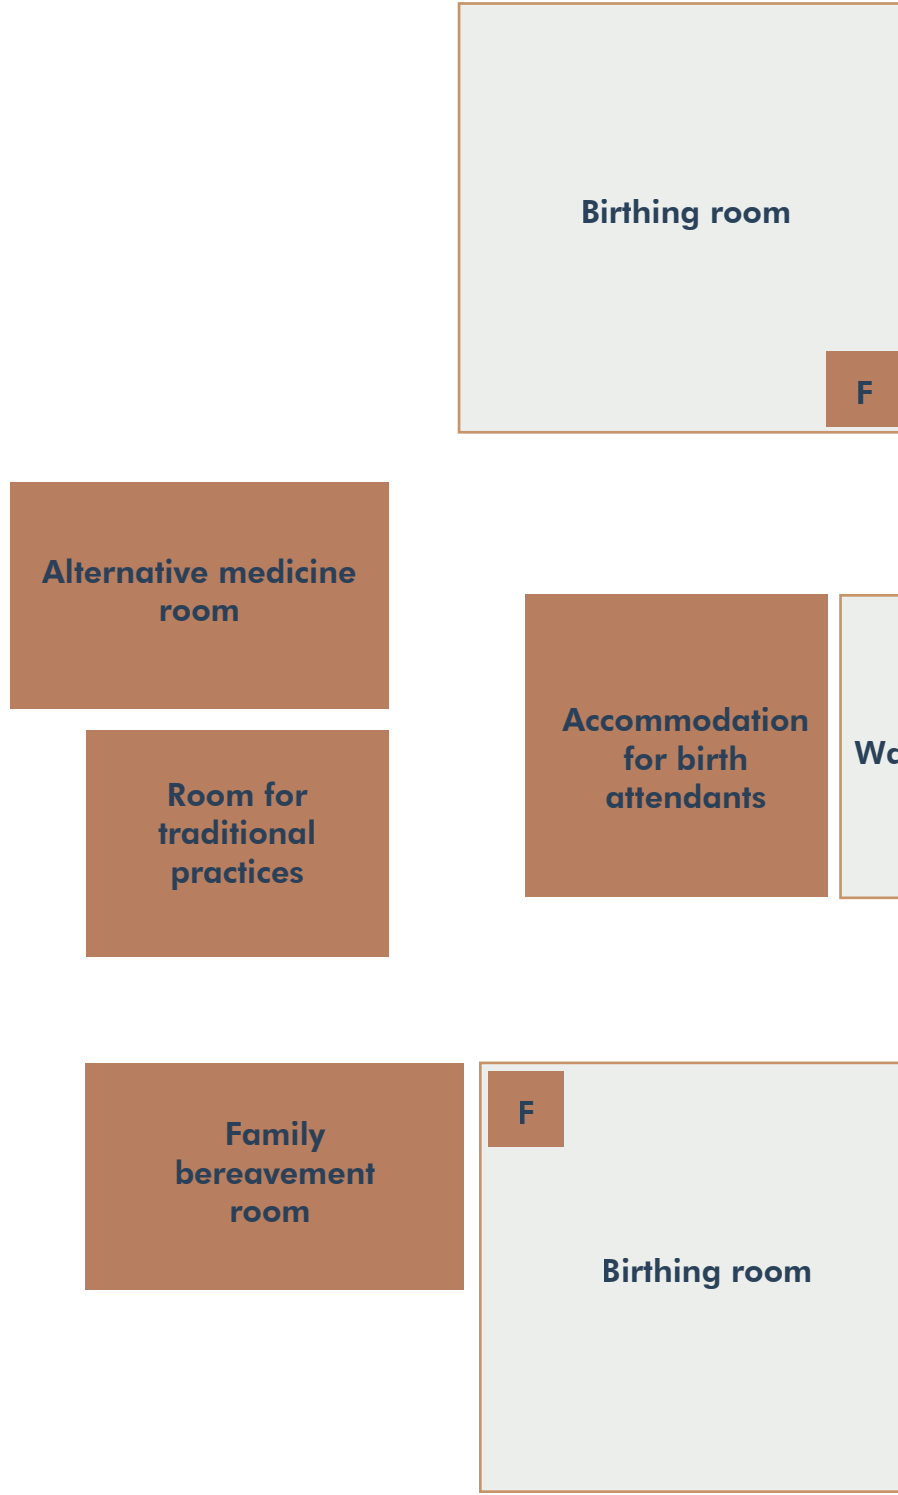 Birthing room
F
Alternative medicine
room
Accommodation
for birth
attendants
Room for
traditional
practices
Family
bereavement
room
F
Birthing room